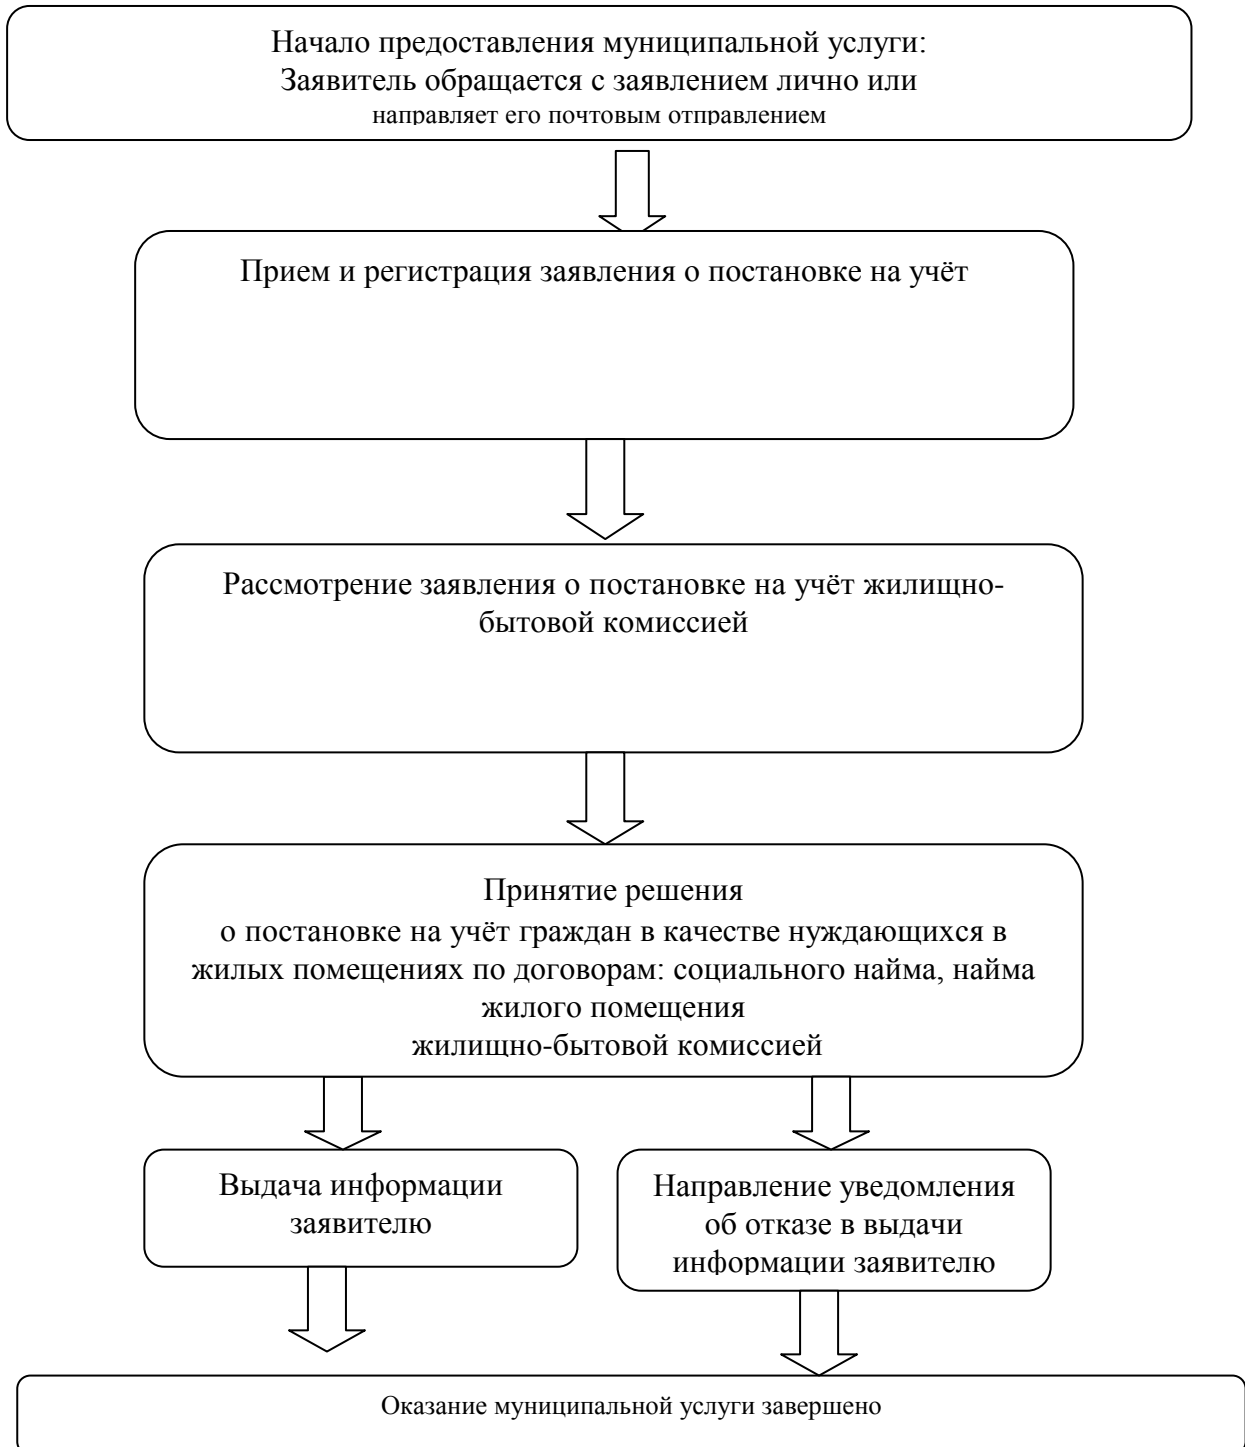 Начало предоставления муниципальной услуги:
Заявитель обращается с заявлением лично или
направляет его почтовым отправлением
Прием и регистрация заявления о постановке на учёт
Рассмотрение заявления о постановке на учёт жилищно-
бытовой комиссией
Принятие решения
о постановке на учёт граждан в качестве нуждающихся в
жилых помещениях по договорам: социального найма, найма
жилого помещения
жилищно-бытовой комиссией
Выдача информации
заявителю
Направление уведомления
об отказе в выдачи
информации заявителю
Оказание муниципальной услуги завершено